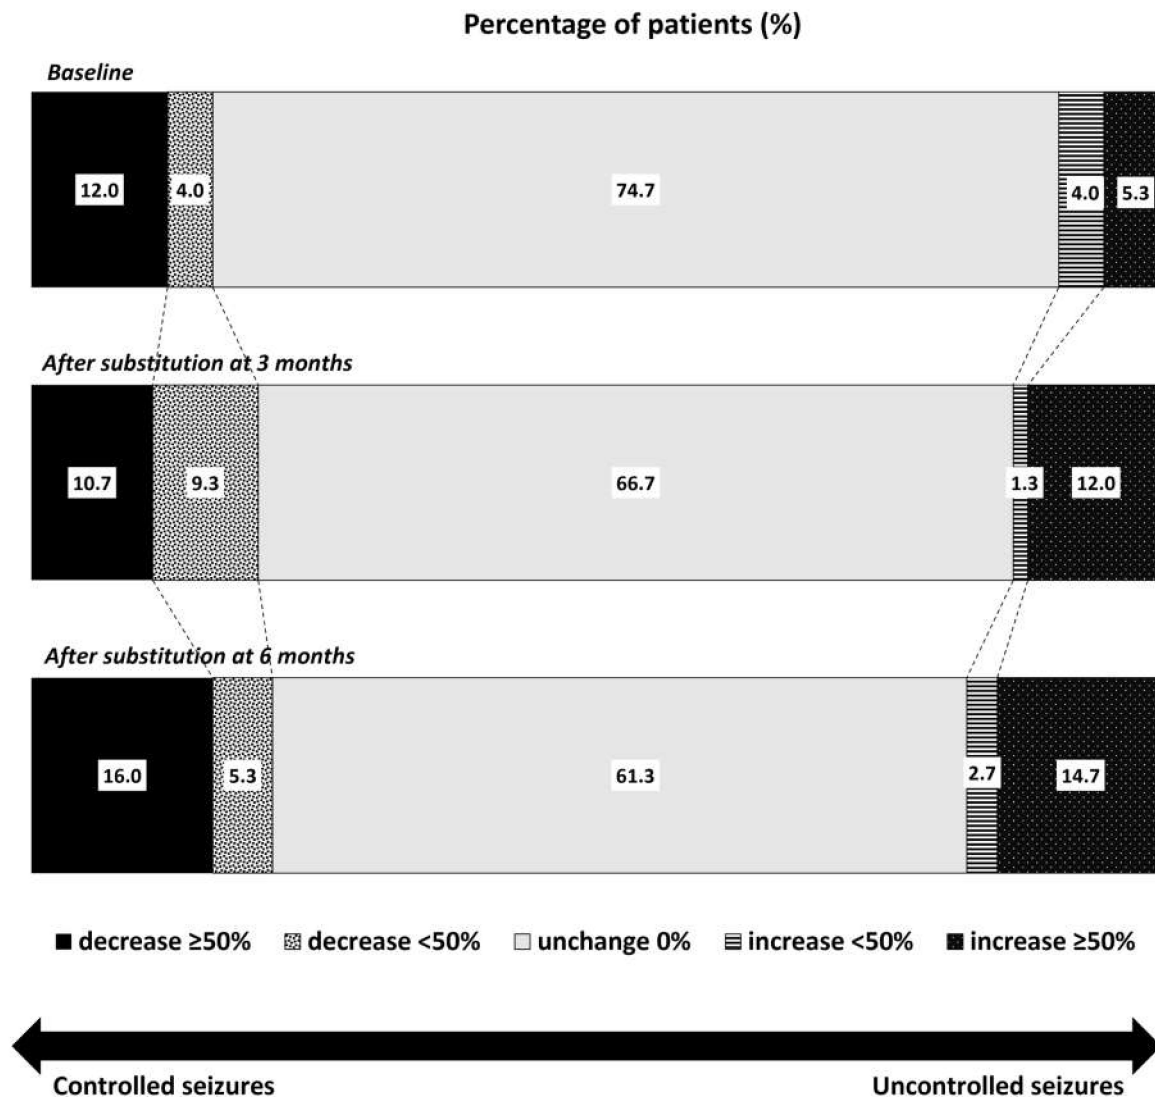 Percentage of patients (%)
Baseline
12.0 4.0 74.7 4.0 5.3
After substitution at 3 months
10.7 9.3 66.7 1.3 12.0
After substitution at 6 months
16.0 5.3 61.3 2.7 14.7
decrease ≥50% decrease <50% unchange 0% increase <50% increase ≥50%
Controlled seizures Uncontrolled seizures